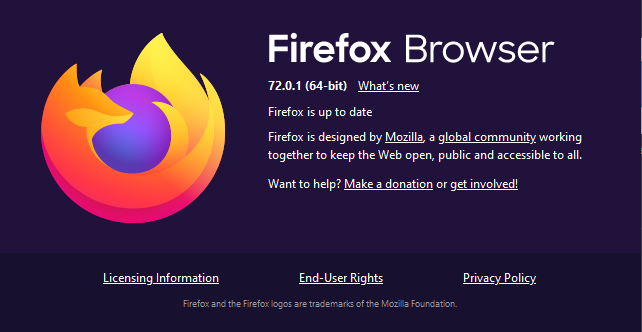 Firefox Browser
72.0.1 (64-bit) What's new
Firefox is up to date
Firefox is designed by Mozilla, a global community working
together to keep the Web open, public and accessible to all.
Want to help? Make a donation or get involved!
Licensing Information End-User Rights Privacy Policy
Firefox and the Firefox logos are trademarks of the Mozilla Foundation.